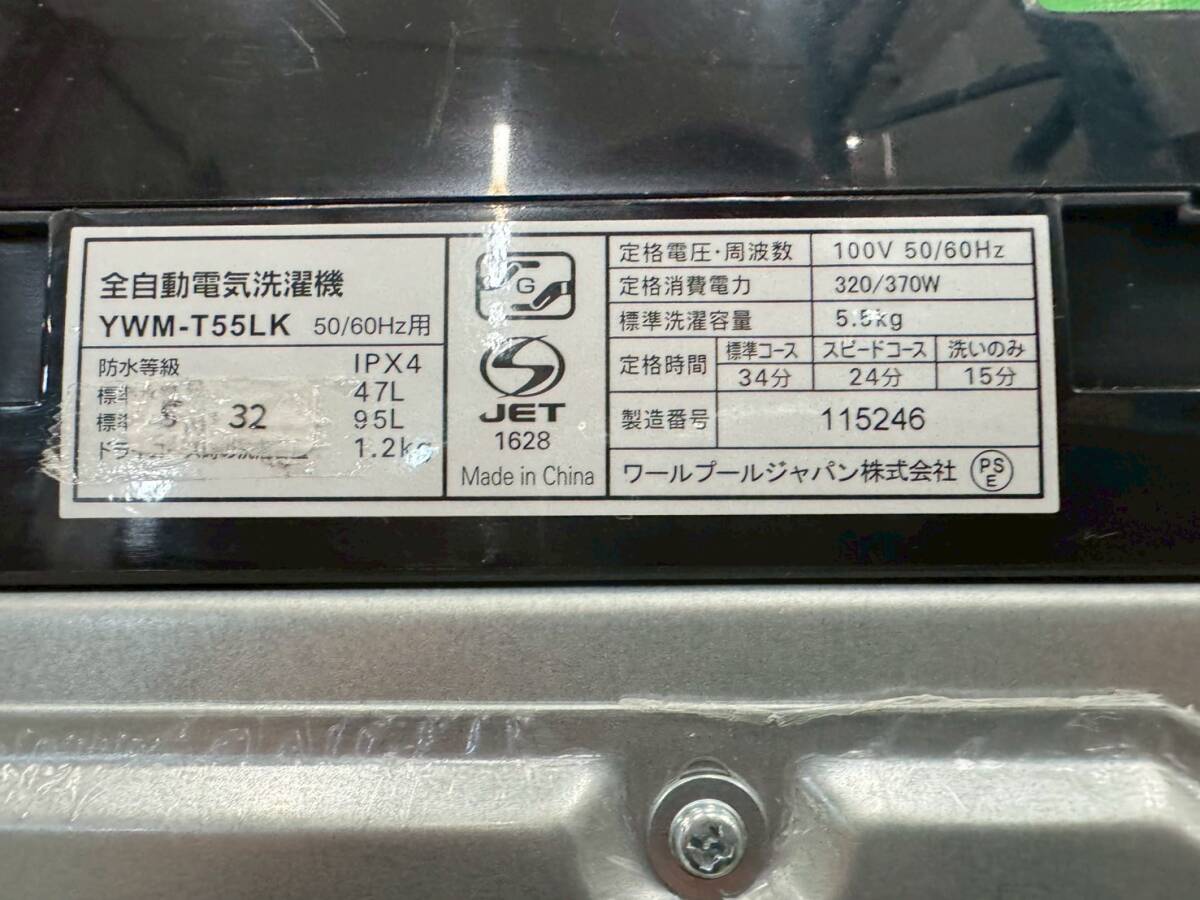 全自動電気洗濯機
YWM-T55LK 50/60Hz用
防水等級 IPX4
標準 47L
標準 95L
S 32
1.2kg
G
JET
1628
Made in China
定格電圧・周波数 100V 50/60Hz
定格消費電力 320/370W
標準洗濯容量 5.5kg
定格時間 標準コース スピードコース 洗いのみ
34分 24分 15分
製造番号 115246
ワールプールジャパン株式会社 PSE